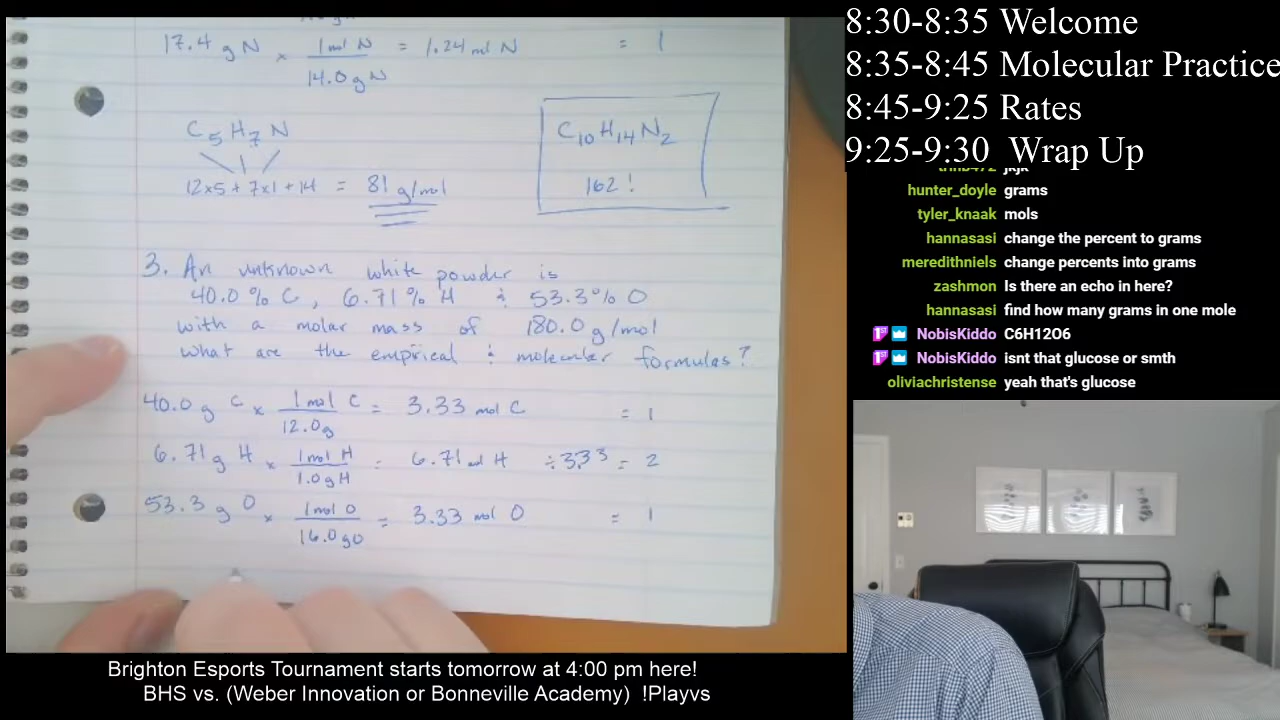 17.4 g N × 1 mol N = 1.24 mol N = 1
14.0 g N
C5H7N
C10H14N2
12x5 + 7x1 + 14 = 81 g/mol
162!
3. An unknown white powder is
40.0 % C, 6.71 % H & 53.3% O
with a molar mass of 180.0 g/mol
What are the empirical & molecular formulas?
40.0 g C × 1 mol C = 3.33 mol C = 1
12.0g
6.71 g H × 1 mol H = 6.71 mol H ÷ 3.33 = 2
1.0g H
53.3 g O × 1 mol O = 3.33 mol O = 1
16.0 g O
8:30-8:35 Welcome
8:35-8:45 Molecular Practice
8:45-9:25 Rates
9:25-9:30 Wrap Up
jkjk
hunter_doyle grams
tyler_knaak mols
hannasasi change the percent to grams
meredithniels change percents into grams
zashmon Is there an echo in here?
hannasasi find how many grams in one mole
NobisKiddo C6H12O6
NobisKiddo isnt that glucose or smth
oliviachristense yeah that's glucose
Brighton Esports Tournament starts tomorrow at 4:00 pm here!
BHS vs. (Weber Innovation or Bonneville Academy) !Playvs